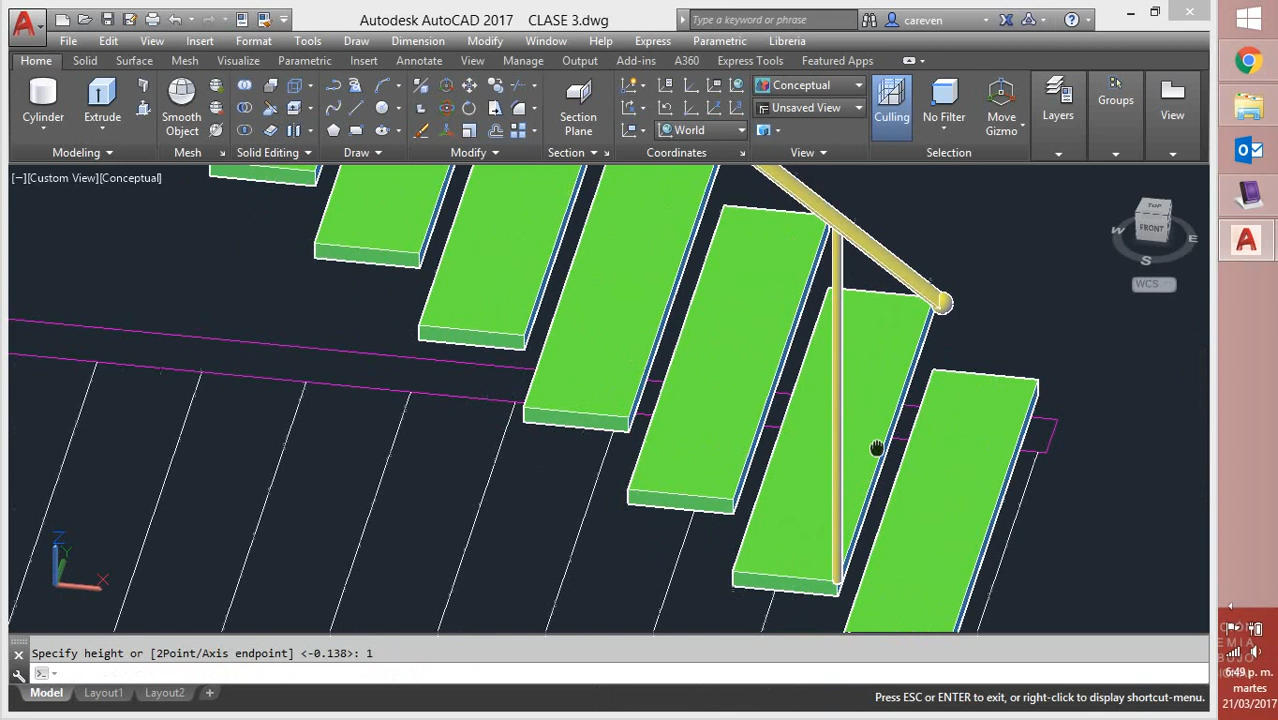 Autodesk AutoCAD 2017 CLASE 3.dwg
Type a keyword or phrase
careven
File Edit View Insert Format Tools Draw Dimension Modify Window Help Express Parametric Libreria
Home Solid Surface Mesh Visualize Parametric Insert Annotate View Manage Output Add-ins A360 Express Tools Featured Apps
Cylinder
Extrude
Smooth
Object
Section
Plane
World
Conceptual
Unsaved View
Culling
No Filter
Move
Gizmo
Layers
Groups
View
Modeling
Mesh
Solid Editing
Draw
Modify
Section
Coordinates
View
Selection
[−][Custom View][Conceptual]
TOP
FRONT
W
E
S
WCS
Z
Y
X
Specify height or [2Point/Axis endpoint] <-0.138>: 1
Model Layout1 Layout2
Press ESC or ENTER to exit, or right-click to display shortcut-menu.
6:49 p. m.
martes
21/03/2017